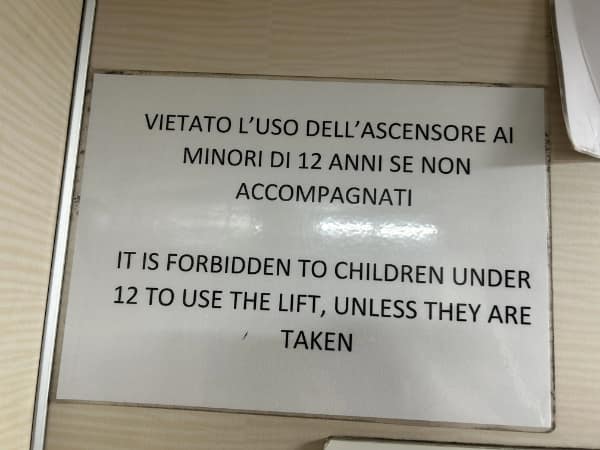 VIETATO L'USO DELL'ASCENSORE AI
MINORI DI 12 ANNI SE NON
ACCOMPAGNATI
IT IS FORBIDDEN TO CHILDREN UNDER
12 TO USE THE LIFT, UNLESS THEY ARE
TAKEN